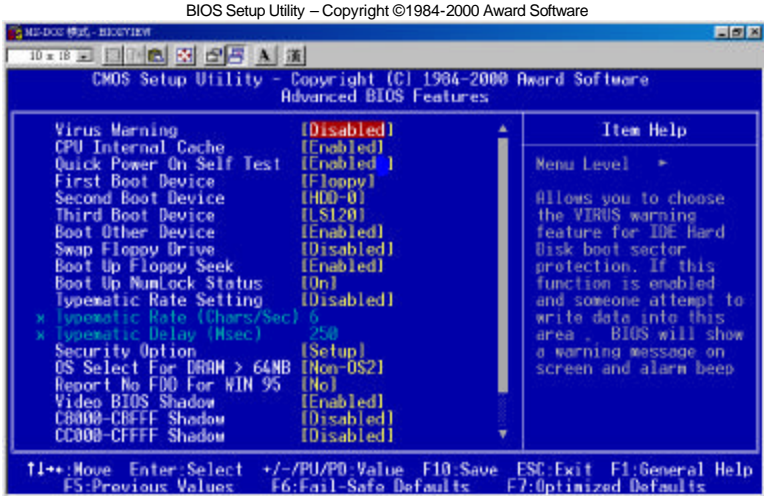 BIOS Setup Utility – Copyright ©1984-2000 Award Software
MS-DOS 模式 - BIOSVIEW
10 x 18 A 漢
CMOS Setup Utility - Copyright (C) 1984-2000 Award Software
Advanced BIOS Features
Virus Warning [Disabled]
CPU Internal Cache [Enabled]
Quick Power On Self Test [Enabled ]
First Boot Device [Floppy]
Second Boot Device [HDD-0]
Third Boot Device [LS120]
Boot Other Device [Enabled]
Swap Floppy Drive [Disabled]
Boot Up Floppy Seek [Enabled]
Boot Up NumLock Status [On]
Typematic Rate Setting [Disabled]
x Typematic Rate (Chars/Sec) 6
x Typematic Delay (Msec) 250
Security Option [Setup]
OS Select For DRAM > 64MB [Non-OS2]
Report No FDD For WIN 95 [No]
Video BIOS Shadow [Enabled]
C8000-CBFFF Shadow [Disabled]
CC000-CFFFF Shadow [Disabled]
Item Help
Menu Level ►
Allows you to choose
the VIRUS warning
feature for IDE Hard
Disk boot sector
protection. If this
function is enabled
and someone attempt to
write data into this
area , BIOS will show
a warning message on
screen and alarm beep
↑↓→←:Move Enter:Select +/-/PU/PD:Value F10:Save ESC:Exit F1:General Help
F5:Previous Values F6:Fail-Safe Defaults F7:Optimized Defaults